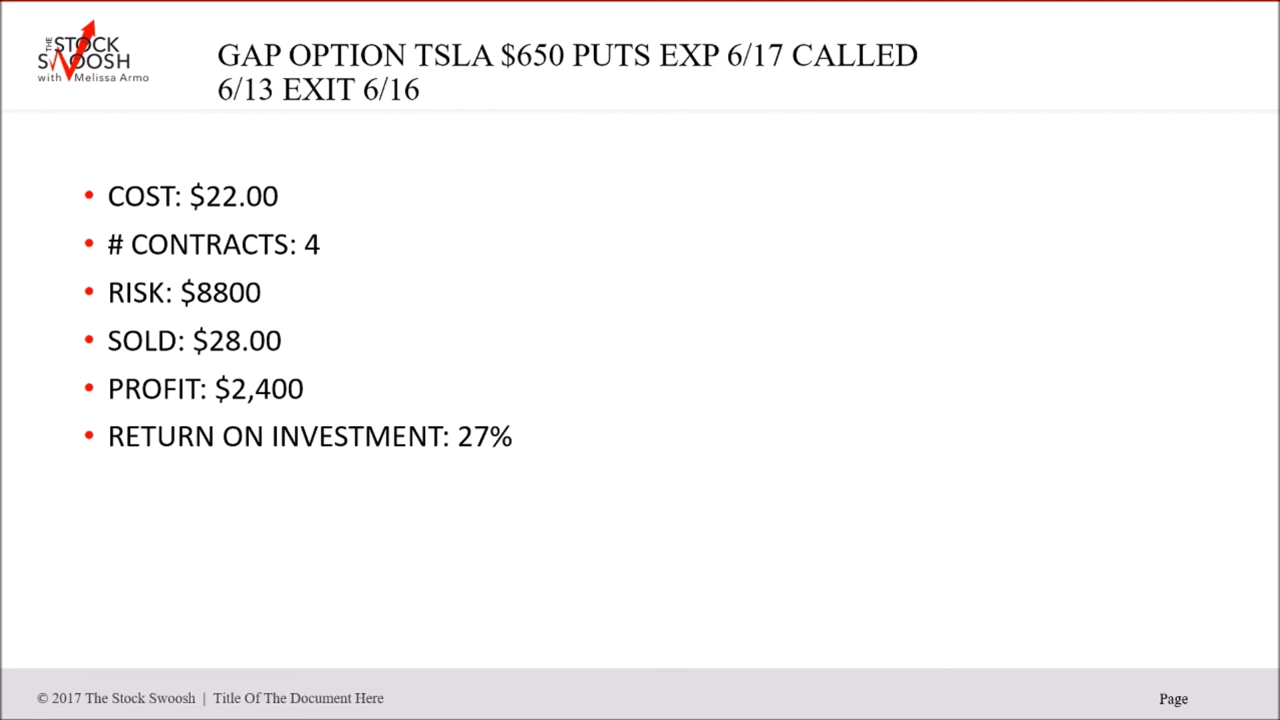 THE
STOCK
SWOOSH
with Melissa Armo
GAP OPTION TSLA $650 PUTS EXP 6/17 CALLED
6/13 EXIT 6/16
• COST: $22.00
• # CONTRACTS: 4
• RISK: $8800
• SOLD: $28.00
• PROFIT: $2,400
• RETURN ON INVESTMENT: 27%
© 2017 The Stock Swoosh | Title Of The Document Here
Page